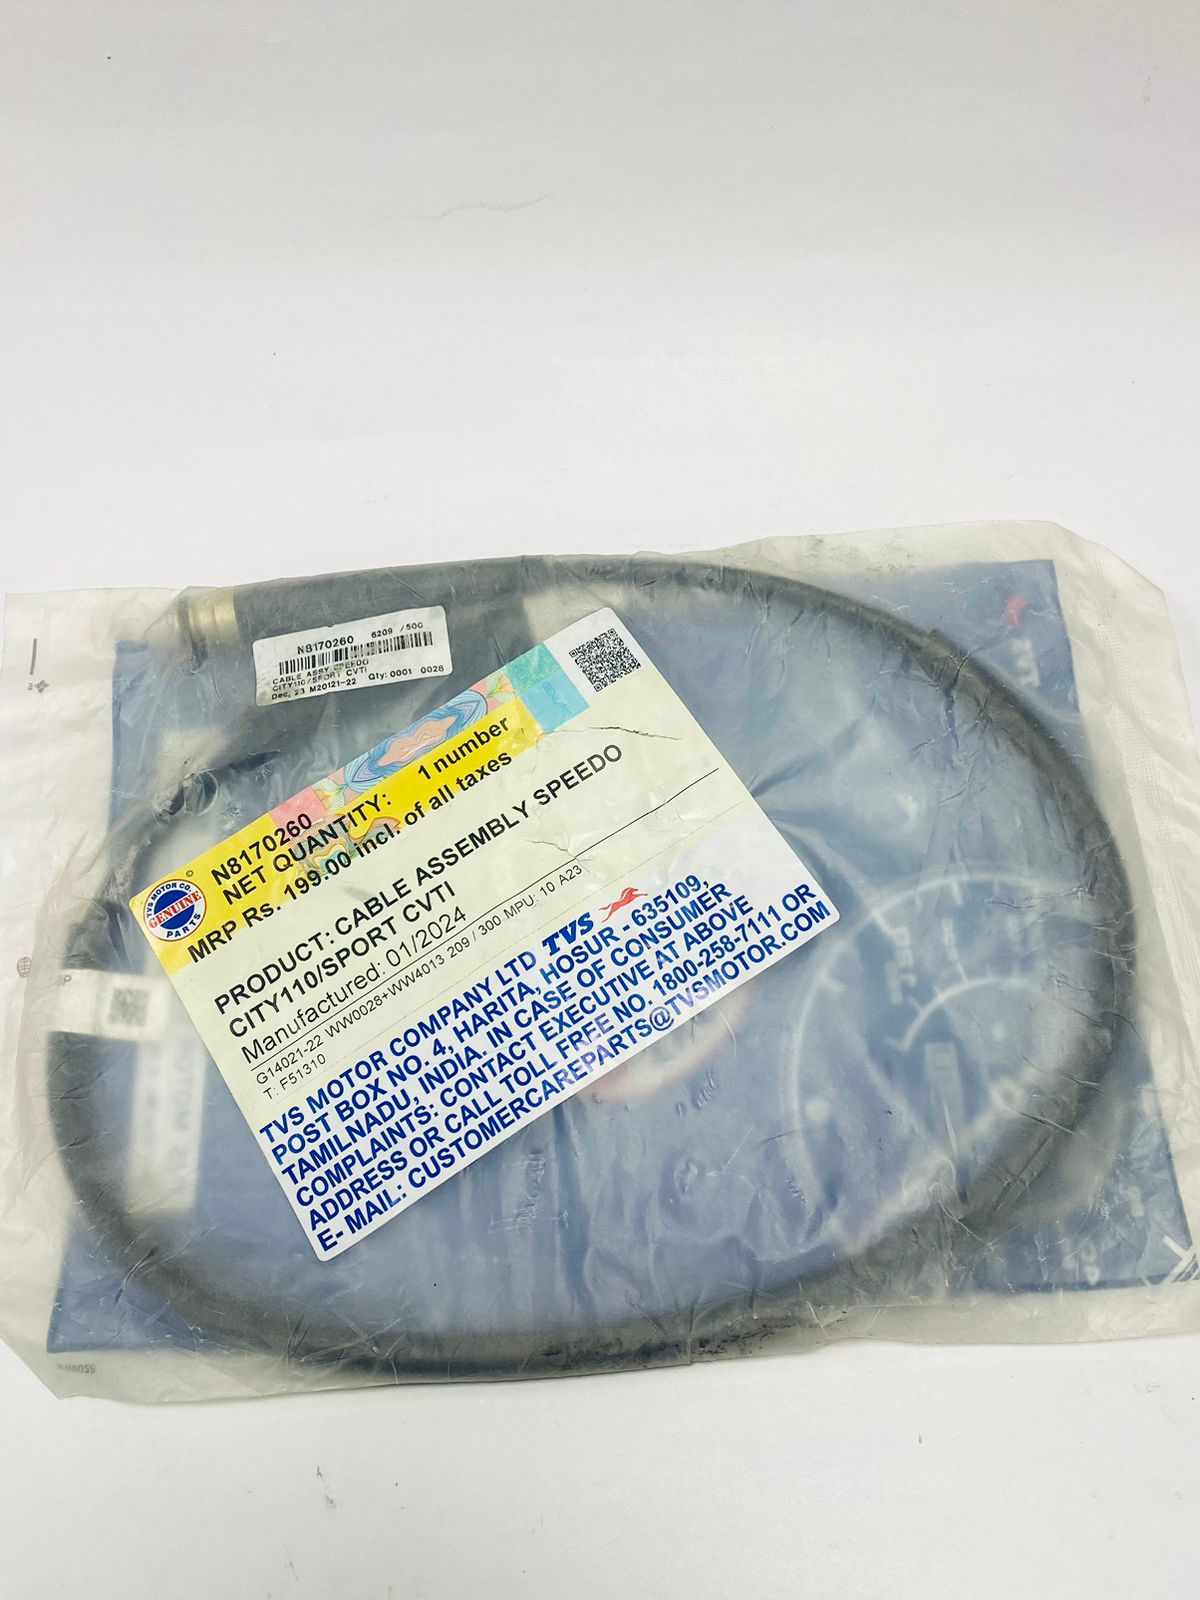 N8170260 6209 /500
CABLE ASSY SPEEDO
CITY110/SPORT CVTI
Dec, 23 M20121-22 Qty: 0001 0028
TVS MOTOR CO.
GENUINE
PARTS
N8170260
NET QUANTITY: 1 number
MRP Rs. 199.00 incl. of all taxes
PRODUCT: CABLE ASSEMBLY SPEEDO
CITY110/SPORT CVTI
Manufactured: 01/2024
G14021-22 WW0028+WW4013 209 / 300 MPU: 10 A23
T: F51310
TVS MOTOR COMPANY LTD TVS
POST BOX NO. 4, HARITA, HOSUR - 635109,
TAMILNADU, INDIA. IN CASE OF CONSUMER
COMPLAINTS: CONTACT EXECUTIVE AT ABOVE
ADDRESS OR CALL TOLL FREE NO. 1800-258-7111 OR
E- MAIL: CUSTOMERCAREPARTS@TVSMOTOR.COM